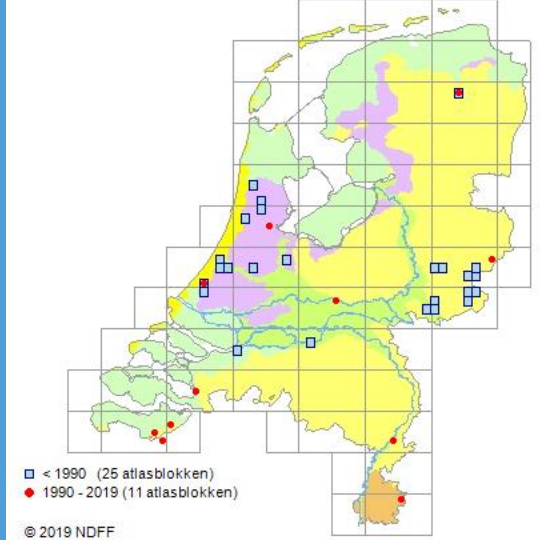 < 1990 (25 atlasblokken)
1990 - 2019 (11 atlasblokken)
© 2019 NDFF